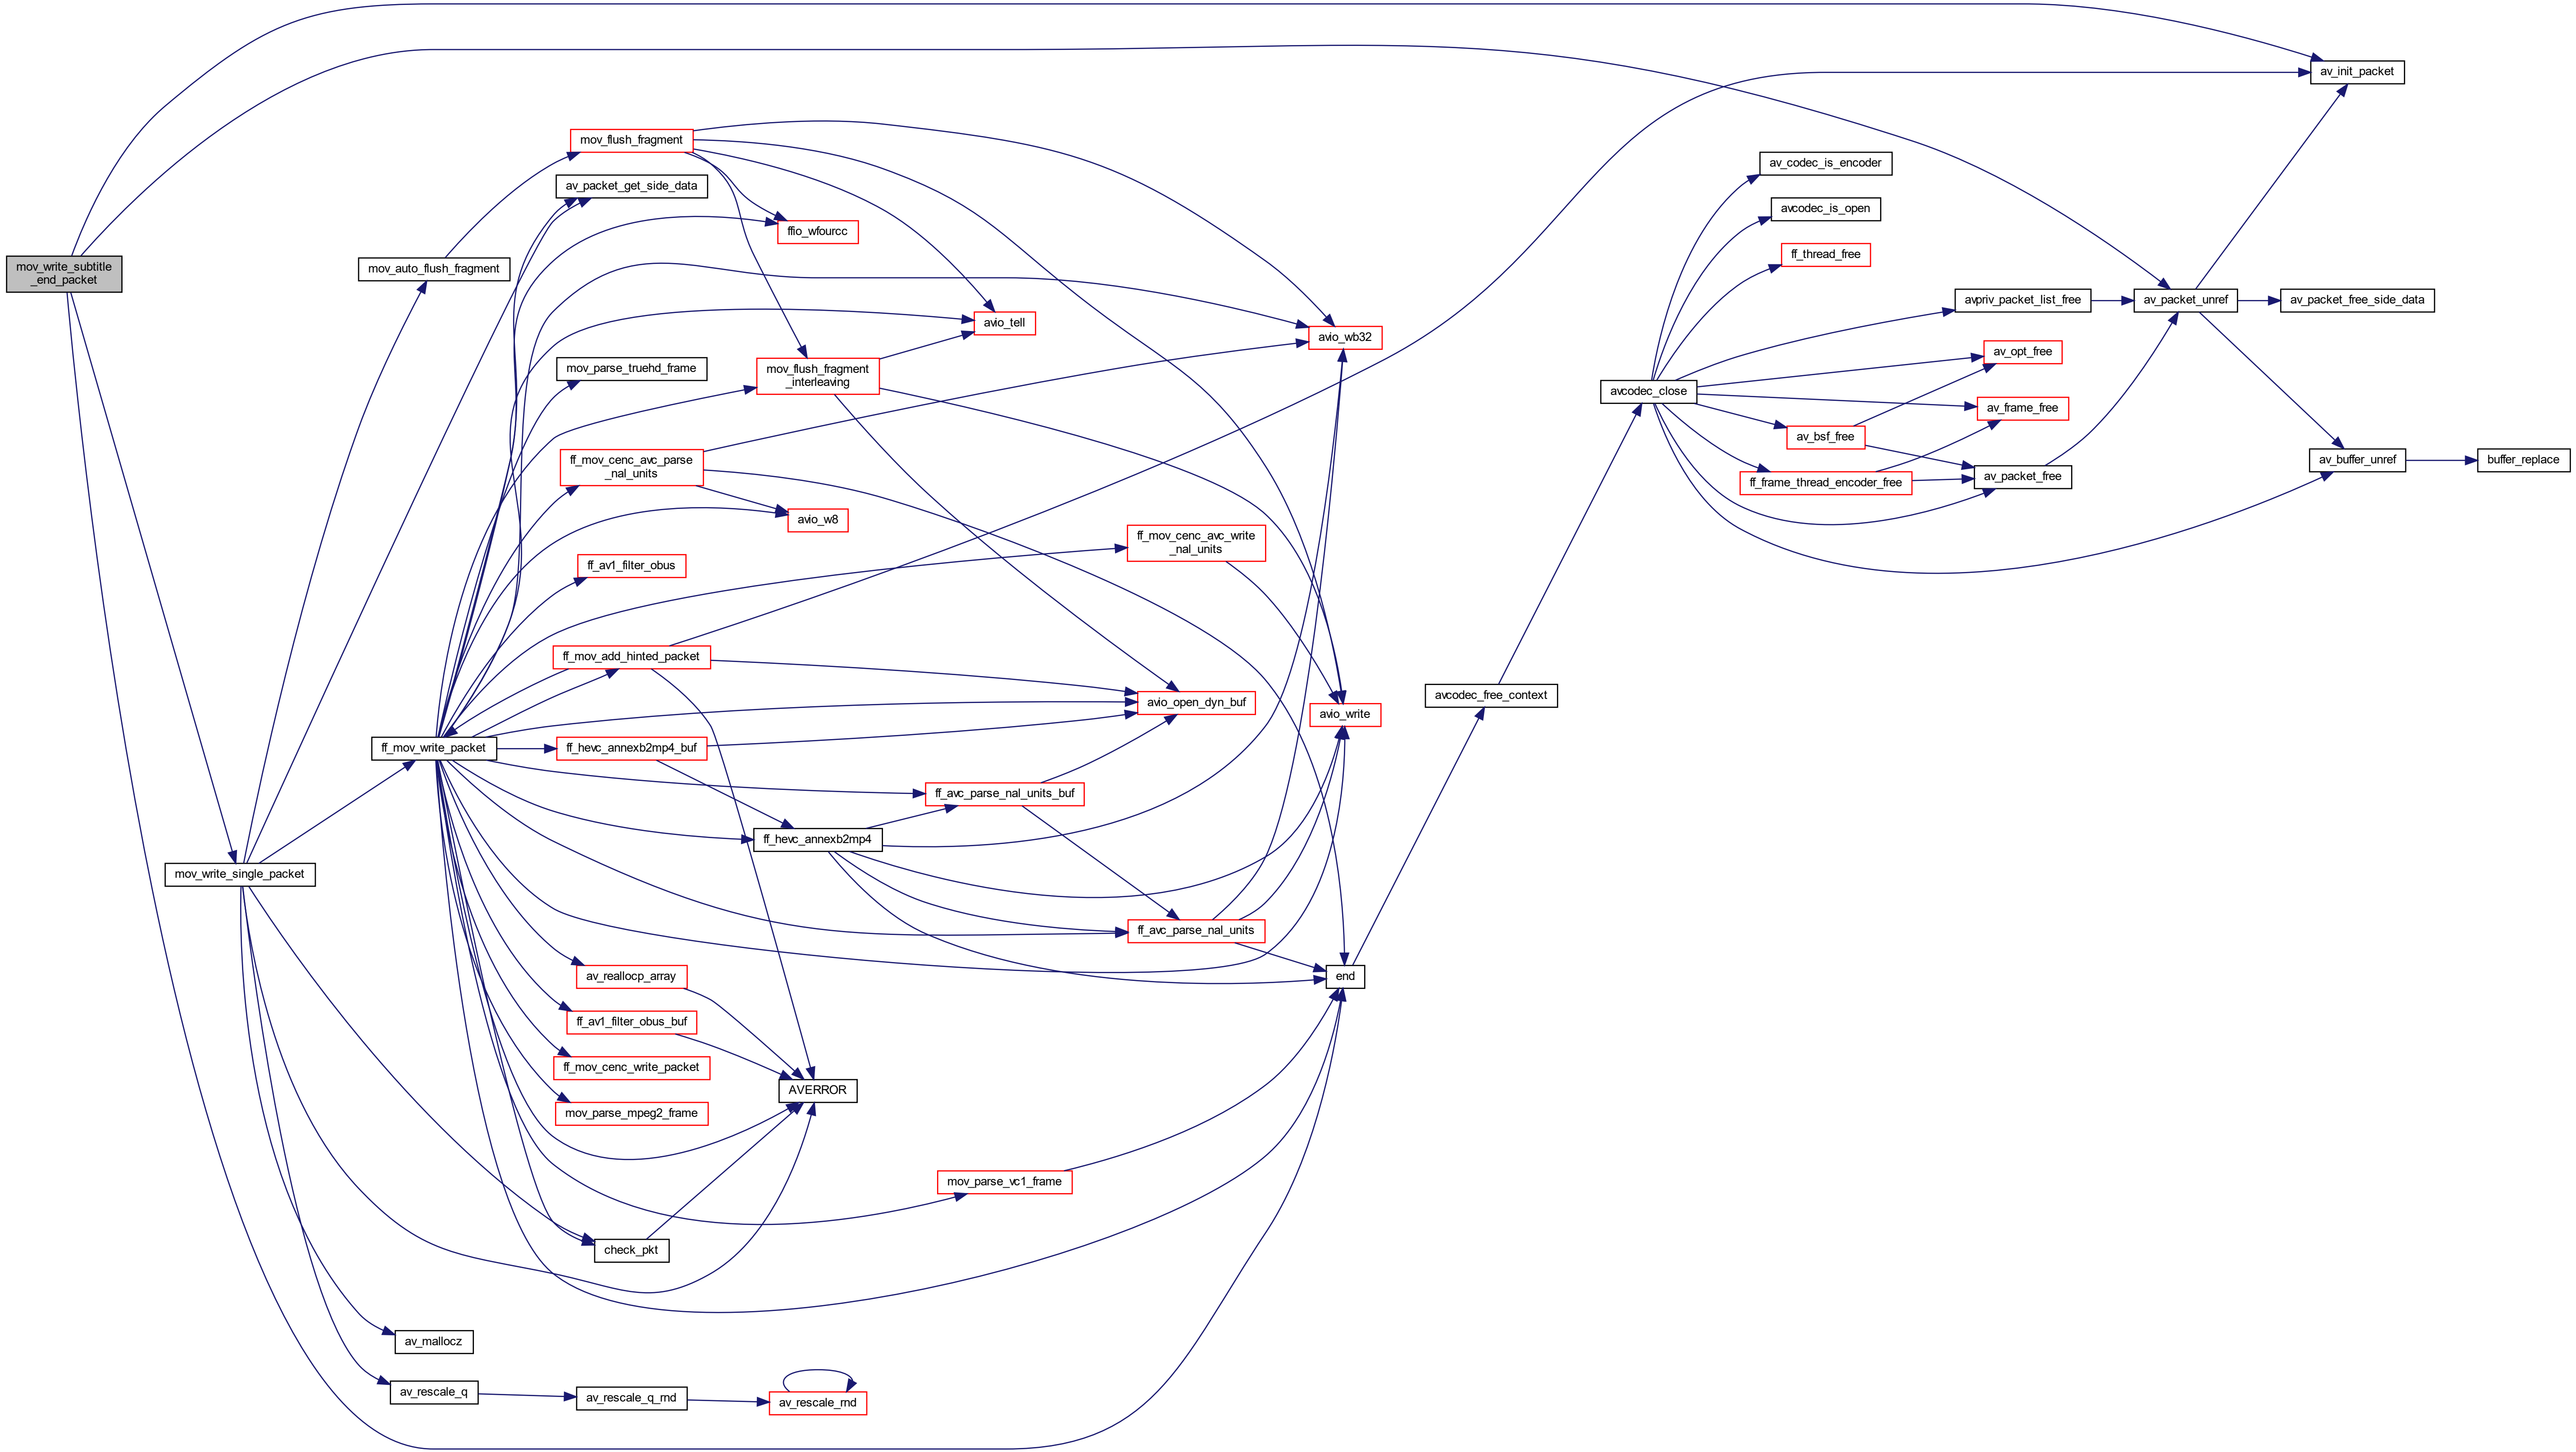 mov_write_subtitle
_end_packet
mov_write_single_packet
mov_auto_flush_fragment
ff_mov_write_packet
av_mallocz
av_rescale_q
mov_flush_fragment
av_packet_get_side_data
mov_parse_truehd_frame
ff_mov_cenc_avc_parse
_nal_units
ff_av1_filter_obus
ff_mov_add_hinted_packet
ff_hevc_annexb2mp4_buf
av_reallocp_array
ff_av1_filter_obus_buf
ff_mov_cenc_write_packet
mov_parse_mpeg2_frame
check_pkt
av_rescale_q_rnd
ffio_wfourcc
mov_flush_fragment
_interleaving
avio_w8
ff_hevc_annexb2mp4
AVERROR
av_rescale_rnd
avio_tell
ff_avc_parse_nal_units_buf
mov_parse_vc1_frame
ff_mov_cenc_avc_write
_nal_units
avio_open_dyn_buf
ff_avc_parse_nal_units
avio_wb32
avio_write
end
avcodec_free_context
avcodec_close
av_codec_is_encoder
avcodec_is_open
ff_thread_free
av_bsf_free
ff_frame_thread_encoder_free
avpriv_packet_list_free
av_opt_free
av_frame_free
av_packet_free
av_packet_unref
av_init_packet
av_packet_free_side_data
av_buffer_unref
buffer_replace